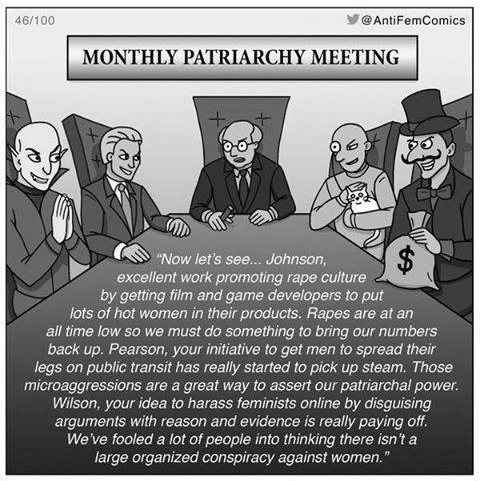 46/100
@AntiFemComics
MONTHLY PATRIARCHY MEETING
"Now let's see... Johnson,
excellent work promoting rape culture
by getting film and game developers to put
lots of hot women in their products. Rapes are at an
all time low so we must do something to bring our numbers
back up. Pearson, your initiative to get men to spread their
legs on public transit has really started to pick up steam. Those
microaggressions are a great way to assert our patriarchal power.
Wilson, your idea to harass feminists online by disguising
arguments with reason and evidence is really paying off.
We've fooled a lot of people into thinking there isn't a
large organized conspiracy against women."
$